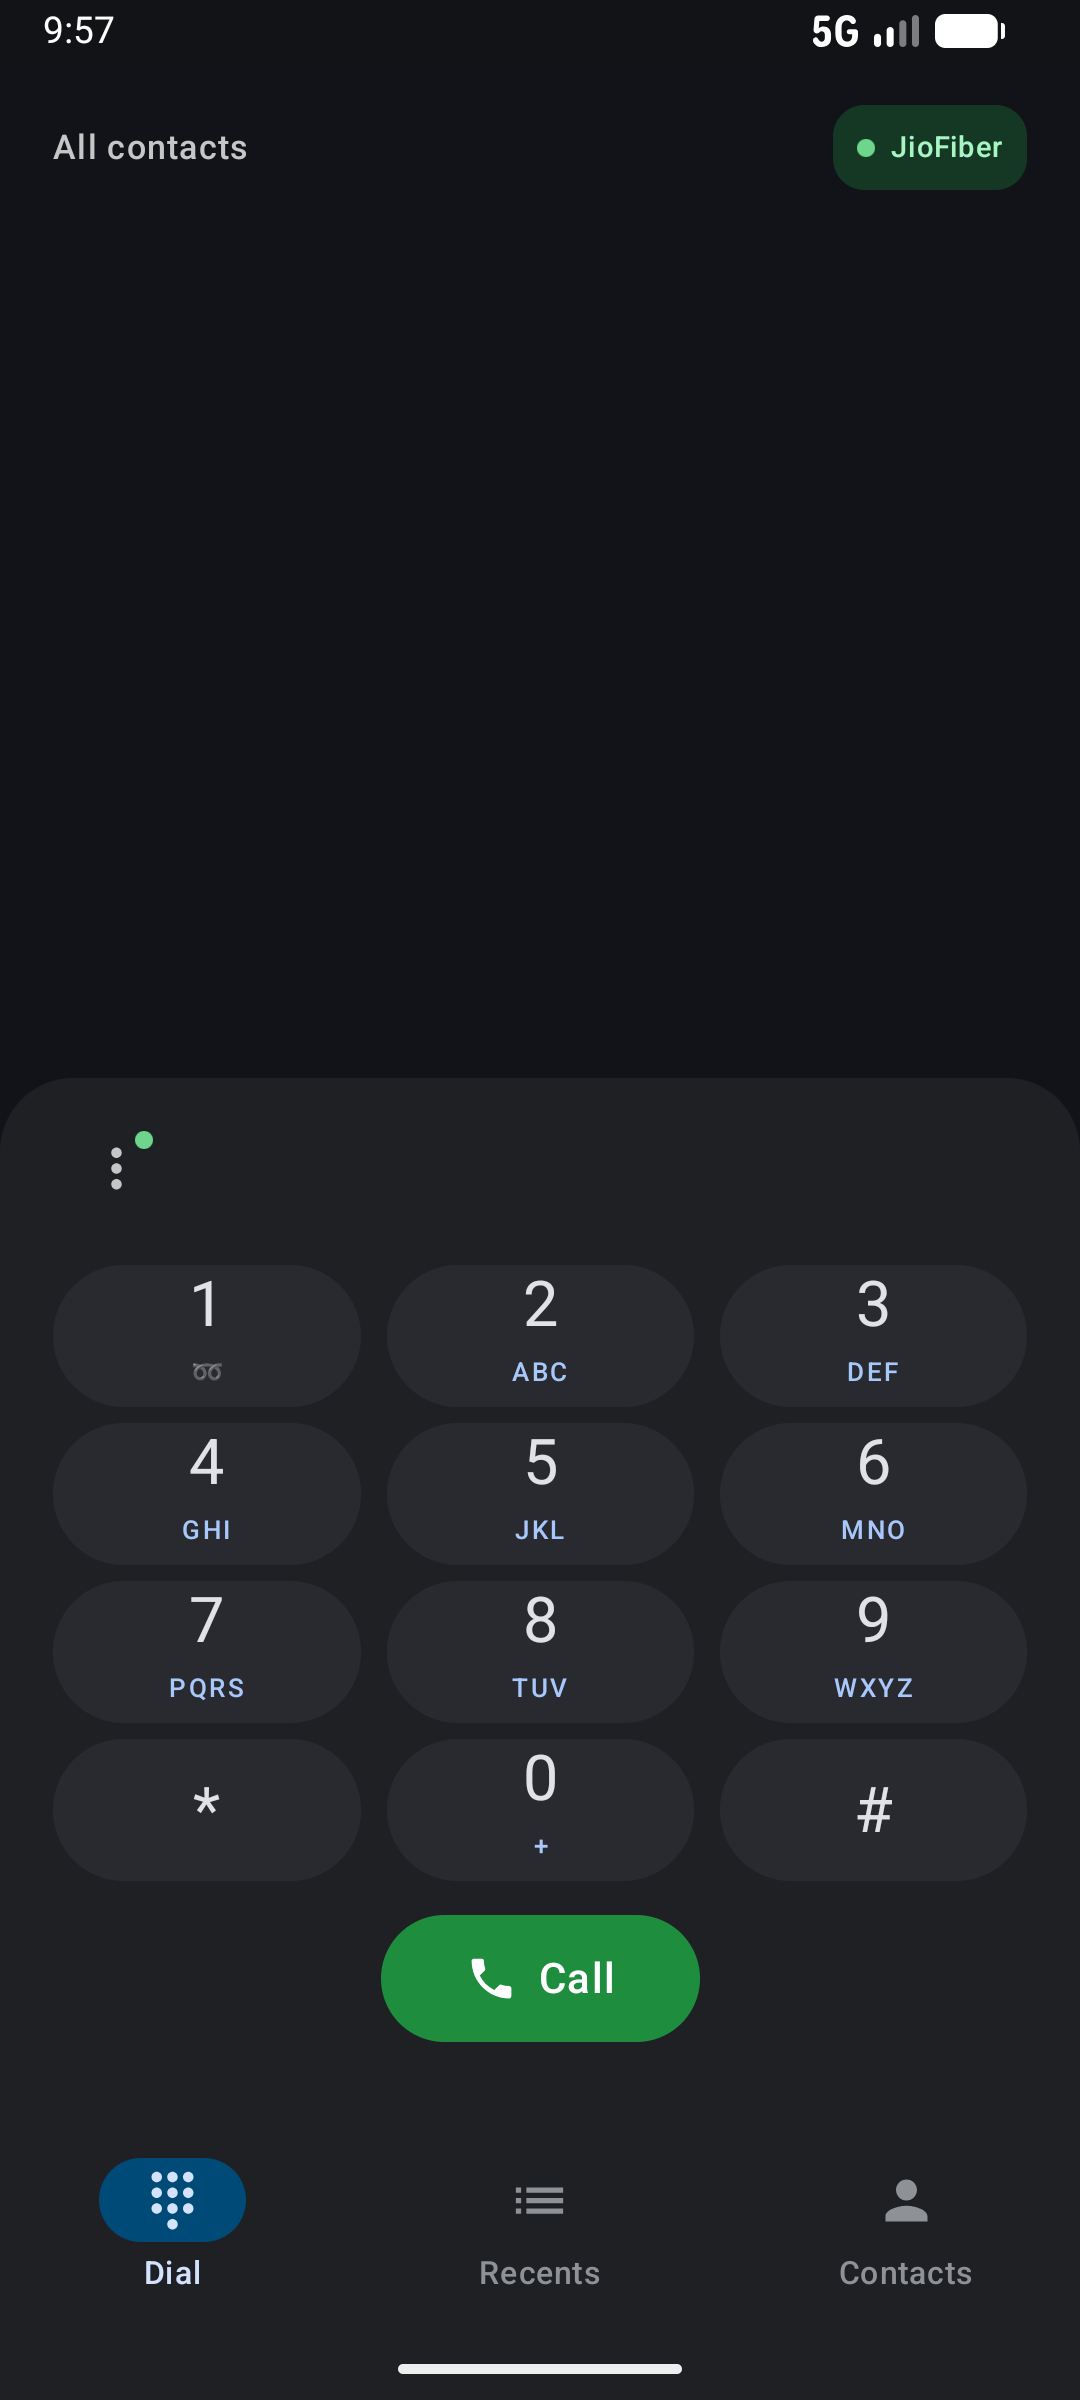 9:57
5G
All contacts
JioFiber
1
2
ABC
3
DEF
4
GHI
5
JKL
6
MNO
7
PQRS
8
TUV
9
WXYZ
*
0
+
#
Call
Dial
Recents
Contacts